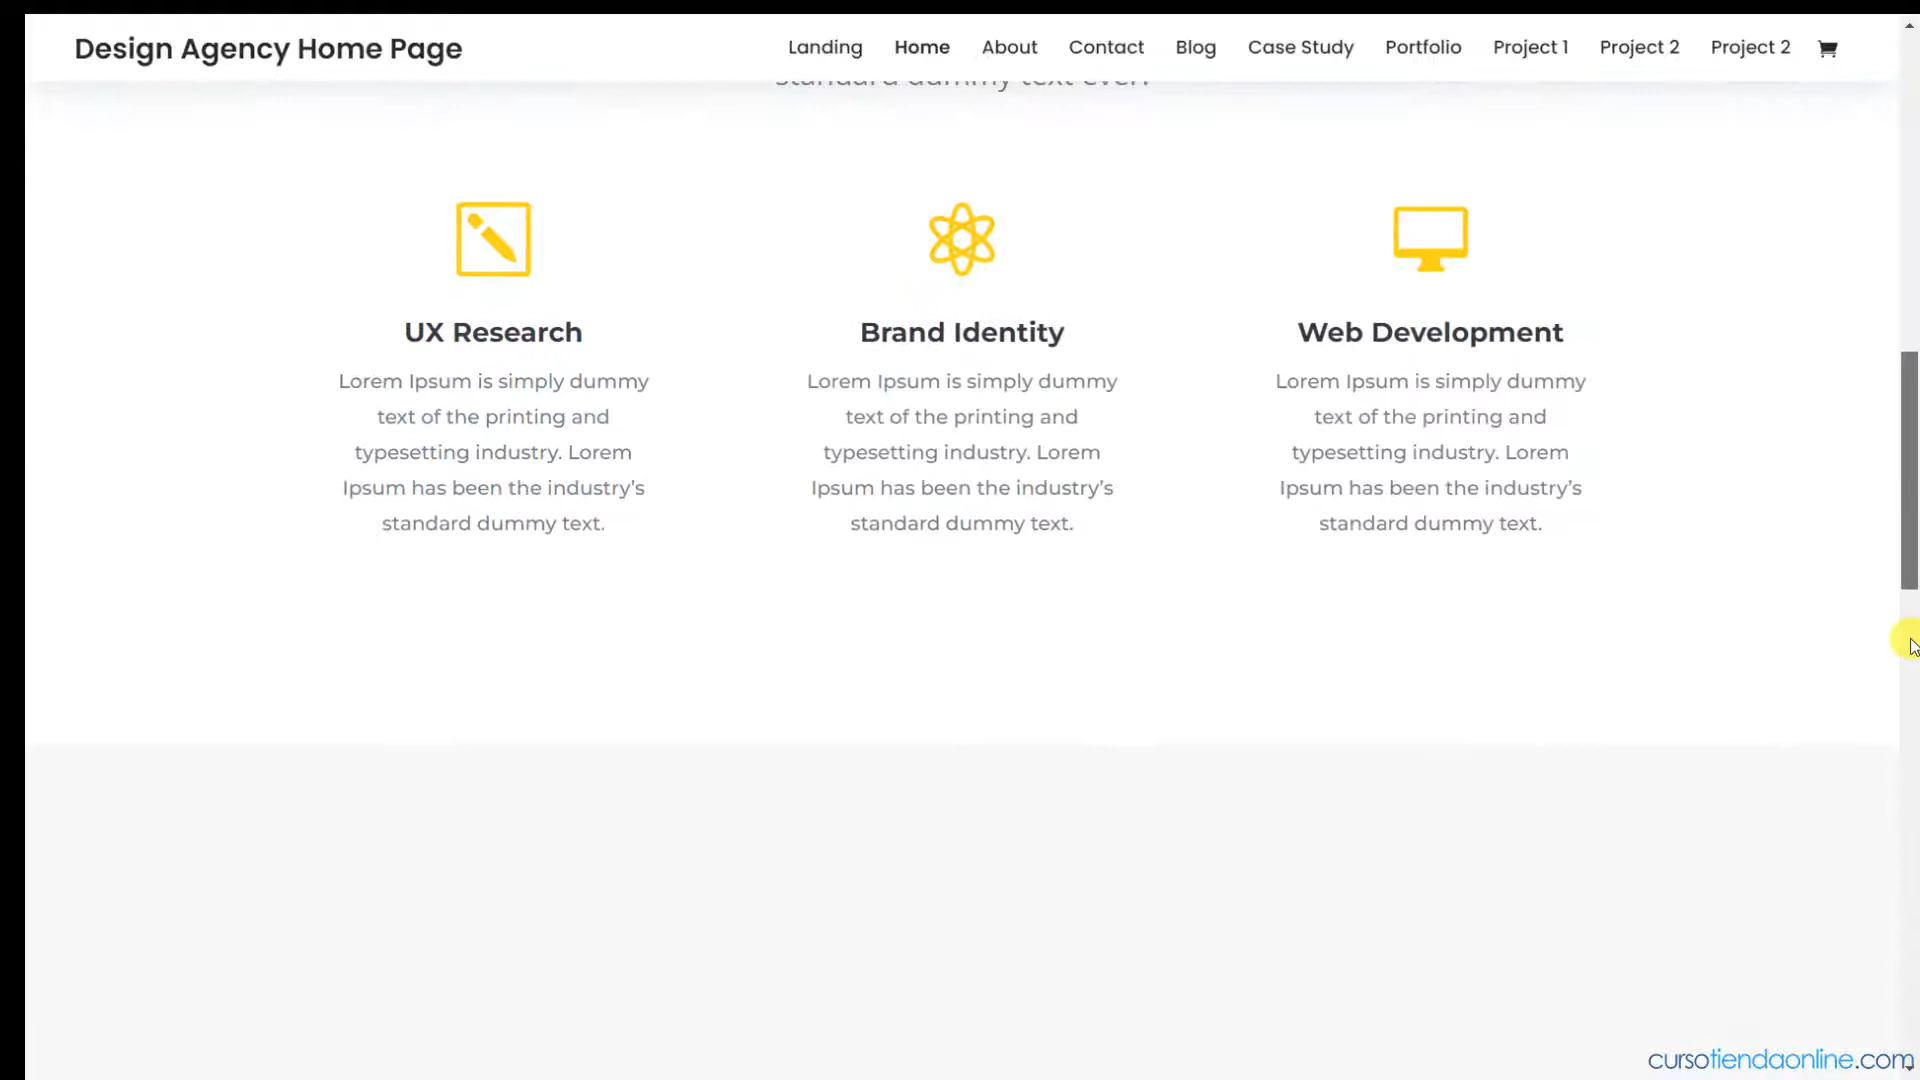 Design Agency Home Page
Landing Home About Contact Blog Case Study Portfolio Project 1 Project 2 Project 2
standard dummy text ever.
UX Research
Lorem Ipsum is simply dummy
text of the printing and
typesetting industry. Lorem
Ipsum has been the industry’s
standard dummy text.
Brand Identity
Lorem Ipsum is simply dummy
text of the printing and
typesetting industry. Lorem
Ipsum has been the industry’s
standard dummy text.
Web Development
Lorem Ipsum is simply dummy
text of the printing and
typesetting industry. Lorem
Ipsum has been the industry’s
standard dummy text.
cursotiendaonline.com